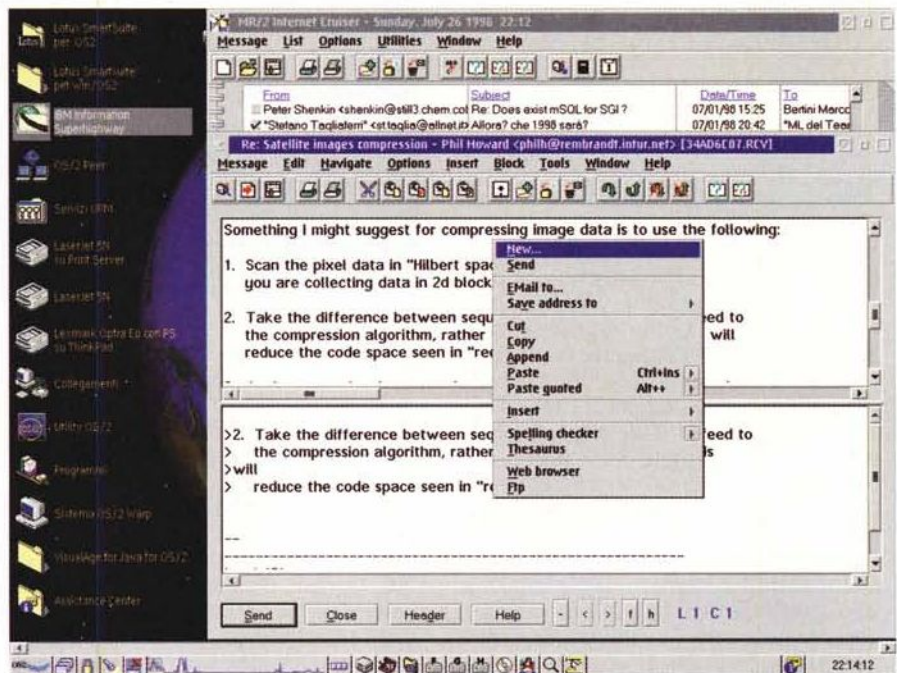 MR/2 Internet Cruiser - Sunday, July 26 1998 22:12
Message List Options Utilities Window Help
From Subject Date/Time To
Peter Shenkin <shenkin@still3.chem.col Re: Does exist mSQL for SGI ? 07/01/98 15:25 Bertini Marco
"Stefano Tagliaferri" <sttaglia@allnet.it> Allora? che 1998 sarà? 07/01/98 20:42 "ML del Tea
Re: Satellite images compression - Phil Howard <philh@rembrandt.intur.net> [34AD6C07.RCV]
Message Edit Navigate Options Insert Block Tools Window Help
Something I might suggest for compressing image data is to use the following:
1. Scan the pixel data in "Hilbert spac
you are collecting data in 2d block
2. Take the difference between sequ eed to
the compression algorithm, rather will
reduce the code space seen in "re
New...
Send
EMail to...
Save address to
Cut
Copy
Append
Paste Ctrl+Ins
Paste quoted Alt++
Insert
Spelling checker
Thesaurus
Web browser
Ftp
>2. Take the difference between seq feed to
> the compression algorithm, rather is
>will
> reduce the code space seen in "re
--
Send Close Header Help - < > t h L 1 C 1
Lotus SmartSuite
per OS2
Lotus SmartSuite
per Win/OS2
IBM Information
Superhighway
OS/2 Peer
Servizi UPM
LaserJet 5N
su Print Server
LaserJet 5N
Lexmark Optra Ep con PS
su ThinkPad
Collegamenti
Utility OS/2
Programmi
Sistema OS/2 Warp
VisualAge for Java for OS/2
Assistance Center
22:14:12